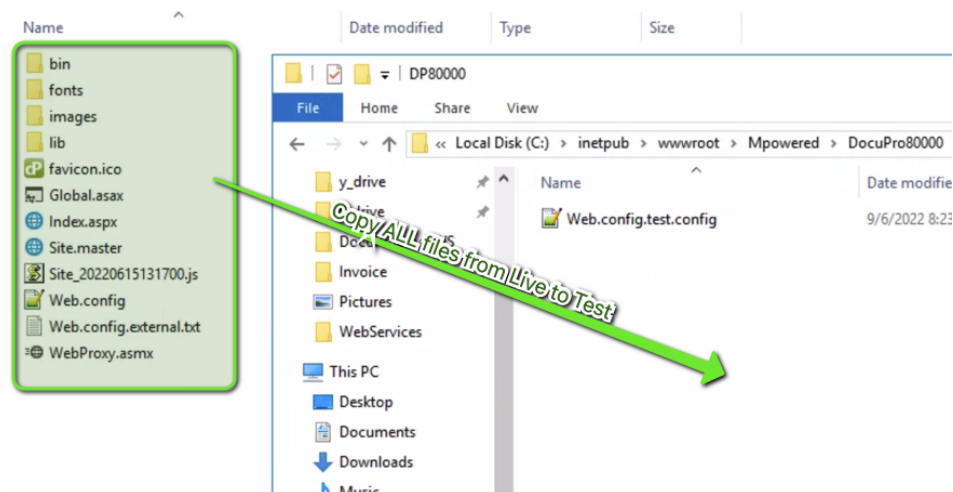 Name Date modified Type Size
bin
fonts
images
lib
favicon.ico
Global.asax
Index.aspx
Site.master
Site_20220615131700.js
Web.config
Web.config.external.txt
WebProxy.asmx
DP80000
File Home Share View
« Local Disk (C:) > inetpub > wwwroot > Mpowered > DocuPro80000
y_drive
Invoice
Pictures
WebServices
This PC
Desktop
Documents
Downloads
Music
Name Date modifie
Web.config.test.config 9/6/2022 8:23
Copy ALL files from Live to Test